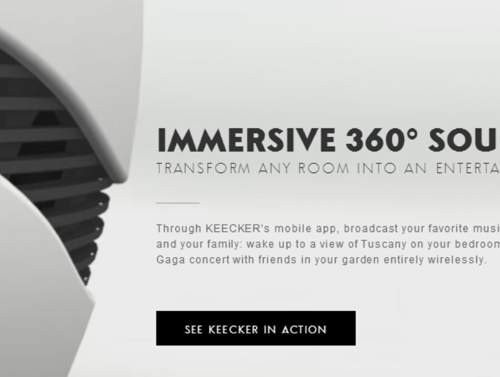 IMMERSIVE 360° SOU
TRANSFORM ANY ROOM INTO AN ENTERTA
Through KEECKER's mobile app, broadcast your favorite musi
and your family: wake up to a view of Tuscany on your bedroom
Gaga concert with friends in your garden entirely wirelessly.
SEE KEECKER IN ACTION